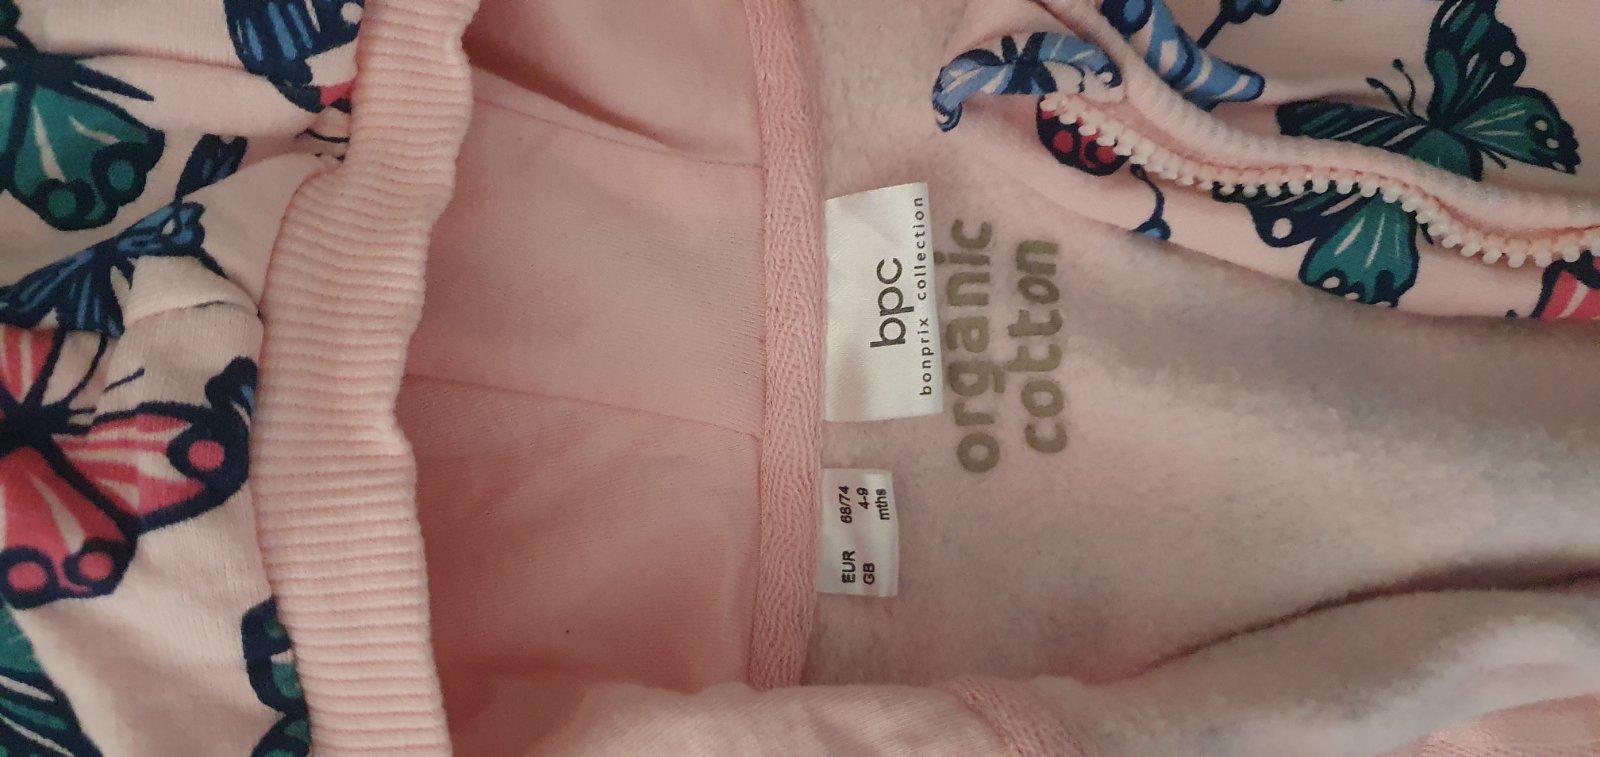 bpc
bonprix collection
organic
cotton
EUR 68/74
GB 4-9
mths